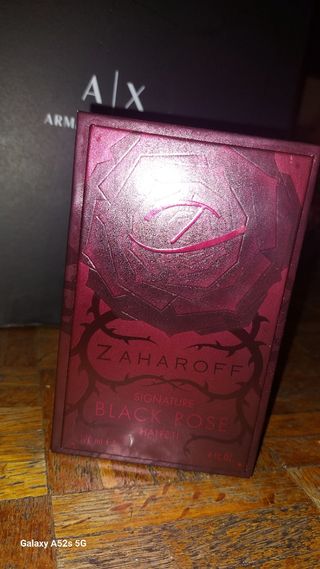 A|X
ARM
ZAHAROFF
SIGNATURE
BLACK ROSE
Galaxy A52s 5G